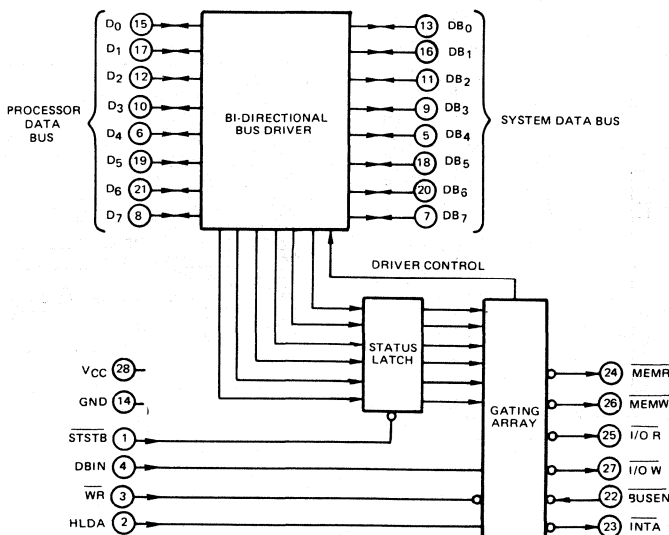 D0 15 13 DB0
D1 17 16 DB1
D2 12 11 DB2
D3 10 9 DB3
D4 6 5 DB4
D5 19 18 DB5
D6 21 20 DB6
D7 8 7 DB7
PROCESSOR
DATA
BUS
BI-DIRECTIONAL
BUS DRIVER
SYSTEM DATA BUS
DRIVER CONTROL
STATUS
LATCH
GATING
ARRAY
VCC 28
GND 14
STSTB 1
DBIN 4
WR 3
HLDA 2
24 MEMR
26 MEMW
25 I/O R
27 I/O W
22 BUSEN
23 INTA